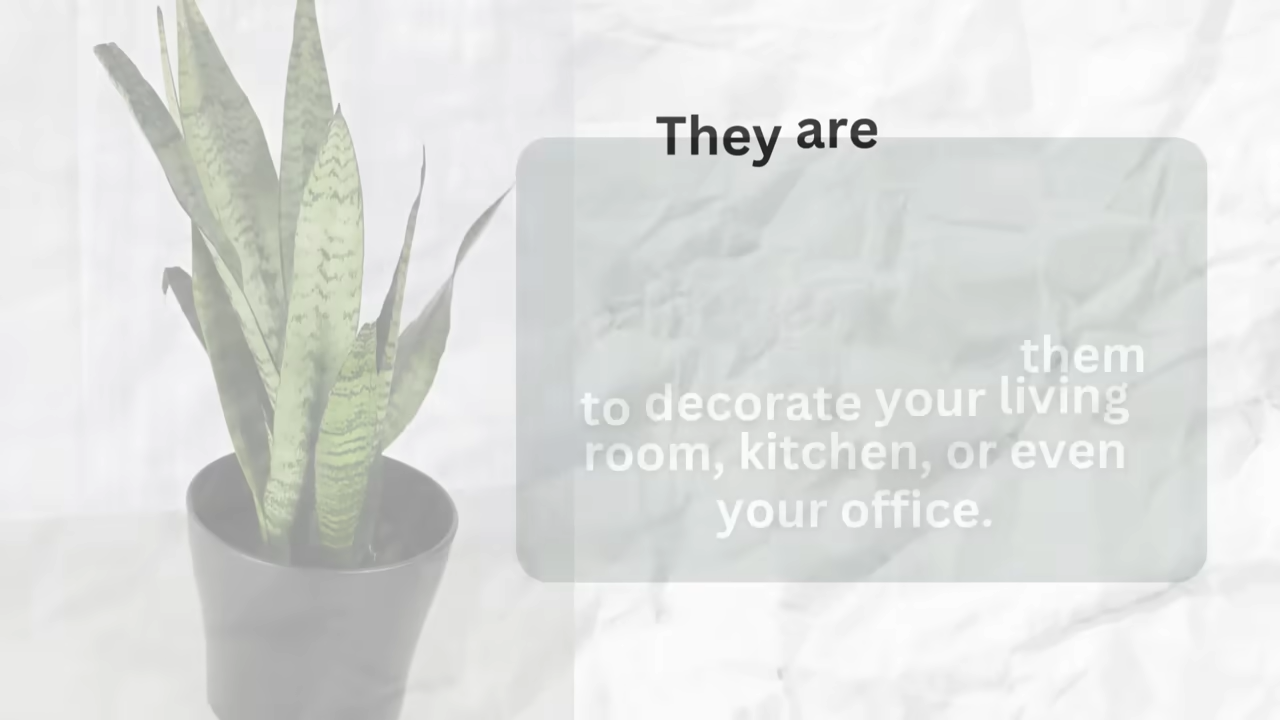 They are
them
to decorate your living
room, kitchen, or even
your office.